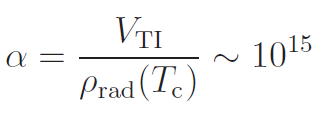 α = V_TI / ρ_rad(T_c) ∼ 10^15